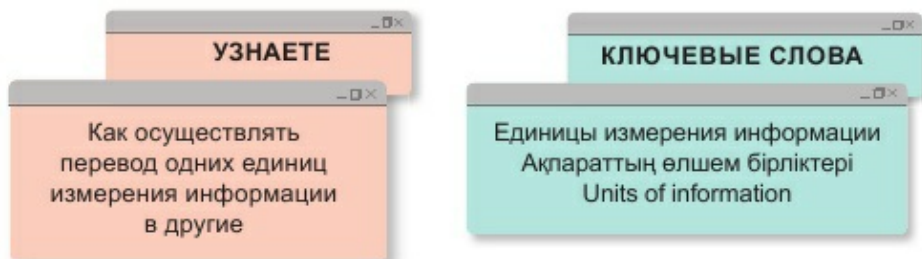 УЗНАЕТЕ
Как осуществлять
перевод одних единиц
измерения информации
в другие
КЛЮЧЕВЫЕ СЛОВА
Единицы измерения информации
Ақпараттың өлшем бірліктері
Units of information